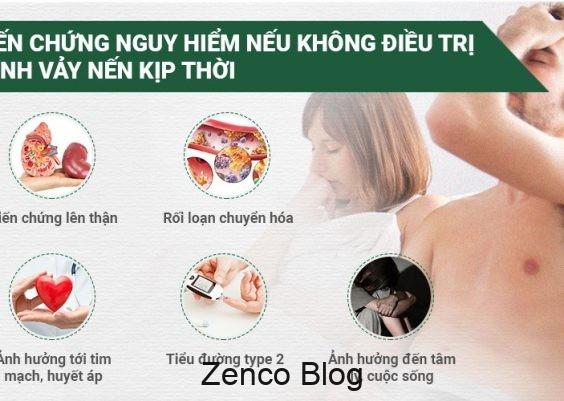 ẾN CHỨNG NGUY HIỂM NẾU KHÔNG ĐIỀU TRỊ
NH VẢY NẾN KỊP THỜI
iến chứng lên thận
Rối loạn chuyển hóa
Ảnh hưởng tới tim
mạch, huyết áp
Tiểu đường type 2
Ảnh hưởng đến tâm
lý, cuộc sống
Zenco Blog